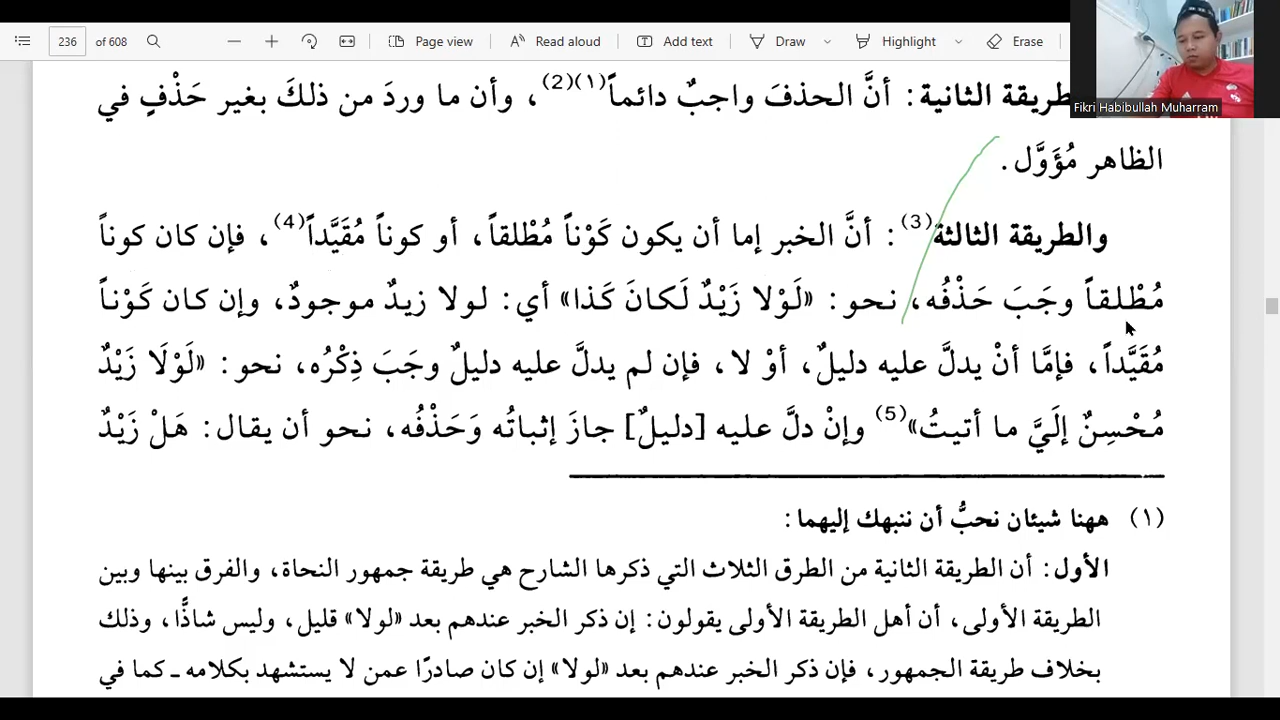 236 of 608 Page view Read aloud Add text Draw Highlight Erase
Fikri Habibullah Muharram
الثانية : أنَّ الحذفَ واجبٌ دائماً(١)(2)، وأن ما وردَ من ذلكَ بغير حَذْفٍ في
الظاهر مُؤَوَّل .
والطريقة الثالثة(3) : أنَّ الخبر إما أن يكون كَوْناً مُطْلقاً، أو كوناً مُقَيَّداً(4)، فإن كان كوناً
مُطْلقاً وجَبَ حَذْفُه، نحو : «لَوْلا زَيْدٌ لَكانَ كَذا» أي : لولا زيدٌ موجودٌ، وإن كان كَوْناً
مُقَيَّداً، فإمَّا أنْ يدلَّ عليه دليلٌ، أوْ لا، فإن لم يدلَّ عليه دليلٌ وجَبَ ذِكْرُه، نحو : «لَوْلَا زَيْدٌ
مُحْسِنٌ إلَيَّ ما أتيتُ»(5) وإنْ دلَّ عليه [دليلٌ] جازَ إثباتُه وَحَذْفُه، نحو أن يقال : هَلْ زَيْدٌ
(١) ههنا شيئان نحبُّ أن ننبهك إليهما :
الأول : أن الطريقة الثانية من الطرق الثلاث التي ذكرها الشارح هي طريقة جمهور النحاة، والفرق بينها وبين
الطريقة الأولى، أن أهل الطريقة الأولى يقولون : إن ذكر الخبر عندهم بعد «لولا» قليل، وليس شاذًّا، وذلك
بخلاف طريقة الجمهور، فإن ذكر الخبر عندهم بعد «لولا» إن كان صادرًا عمن لا يستشهد بكلامه ـ كما في